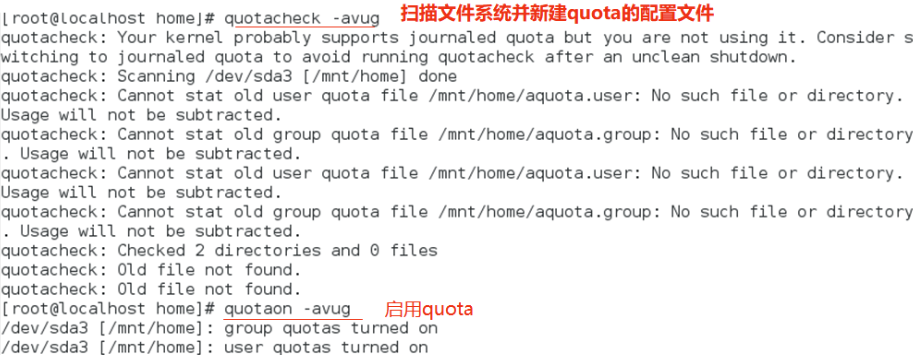 [root@localhost home]# quotacheck -avug 扫描文件系统并新建quota的配置文件
quotacheck: Your kernel probably supports journaled quota but you are not using it. Consider s
witching to journaled quota to avoid running quotacheck after an unclean shutdown.
quotacheck: Scanning /dev/sda3 [/mnt/home] done
quotacheck: Cannot stat old user quota file /mnt/home/aquota.user: No such file or directory.
Usage will not be subtracted.
quotacheck: Cannot stat old group quota file /mnt/home/aquota.group: No such file or directory
. Usage will not be subtracted.
quotacheck: Cannot stat old user quota file /mnt/home/aquota.user: No such file or directory.
Usage will not be subtracted.
quotacheck: Cannot stat old group quota file /mnt/home/aquota.group: No such file or directory
. Usage will not be subtracted.
quotacheck: Checked 2 directories and 0 files
quotacheck: Old file not found.
quotacheck: Old file not found.
[root@localhost home]# quotaon -avug 启用quota
/dev/sda3 [/mnt/home]: group quotas turned on
/dev/sda3 [/mnt/home]: user quotas turned on